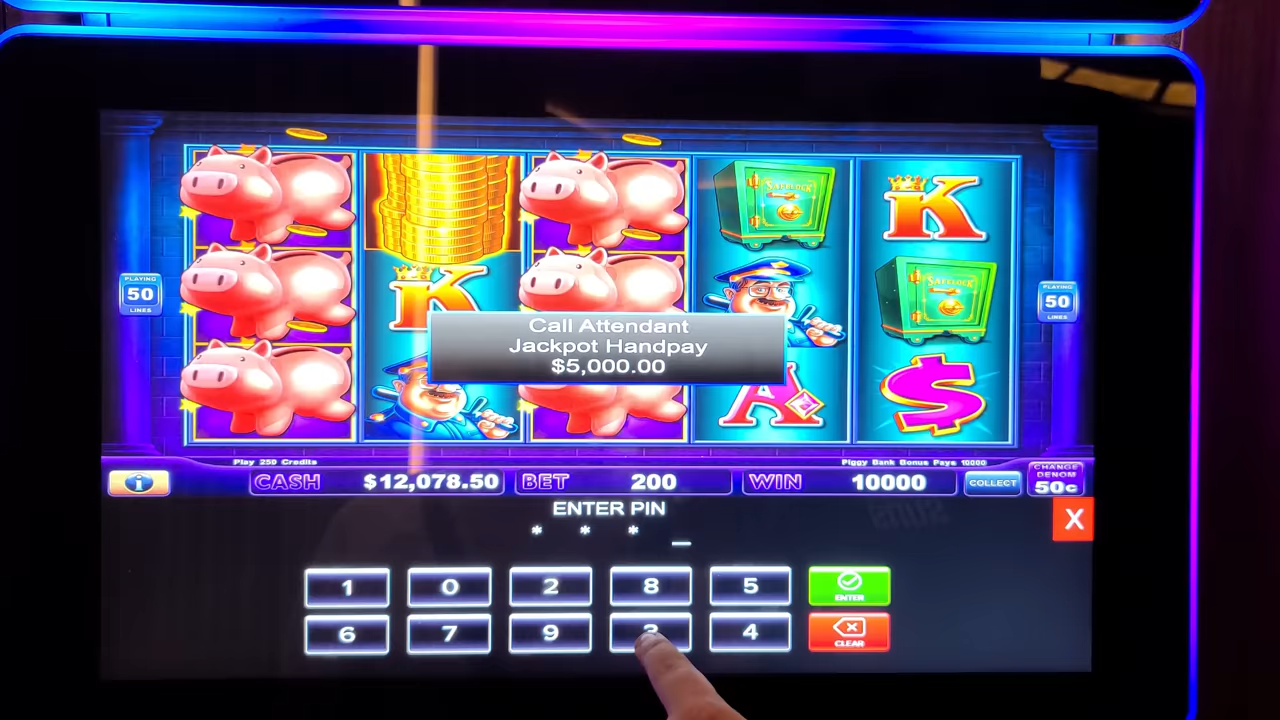 SAFELOCK
K
PLAYING
50
LINES
K
SAFELOCK
PLAYING
50
LINES
Call Attendant
Jackpot Handpay
$5,000.00
A
$
Play 250 Credits
Piggy Bank Bonus Pays 10000
i
CASH $12,078.50
BET 200
WIN 10000
COLLECT
CHANGE
DENOM
50¢
ENTER PIN
* * * _
X
1 0 2 8 5
ENTER
6 7 9 3 4
CLEAR